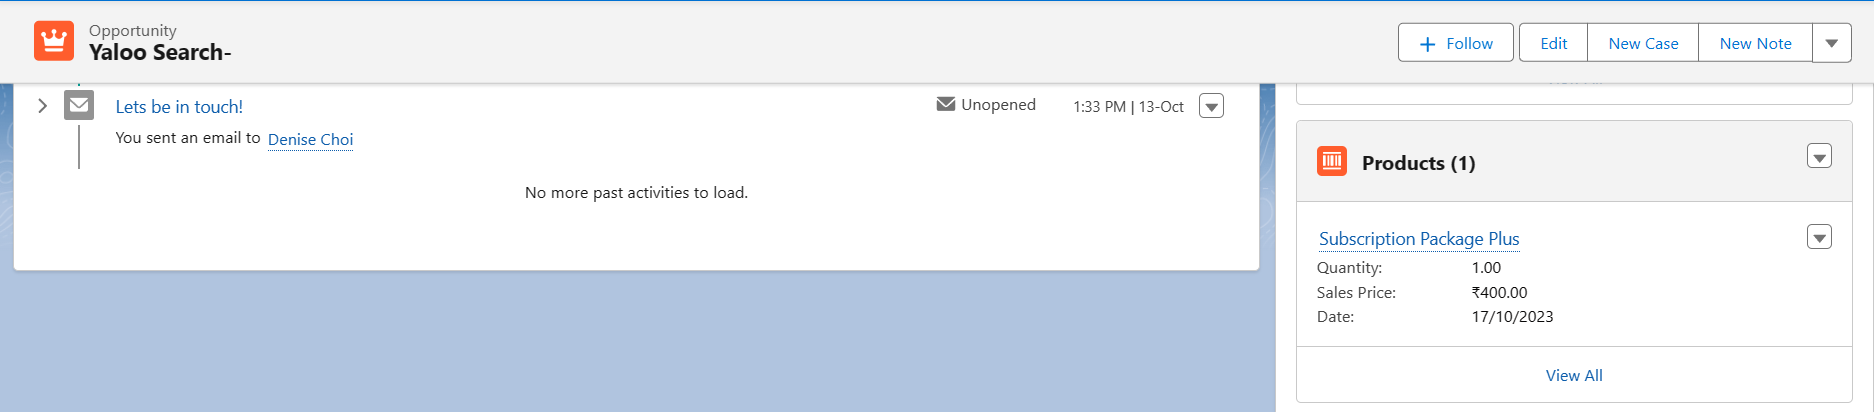 Opportunity
Yaloo Search-
Follow
Edit
New Case
New Note
Lets be in touch!
Unopened
1:33 PM | 13-Oct
You sent an email to Denise Choi
No more past activities to load.
Products (1)
Subscription Package Plus
Quantity: 1.00
Sales Price: ₹400.00
Date: 17/10/2023
View All